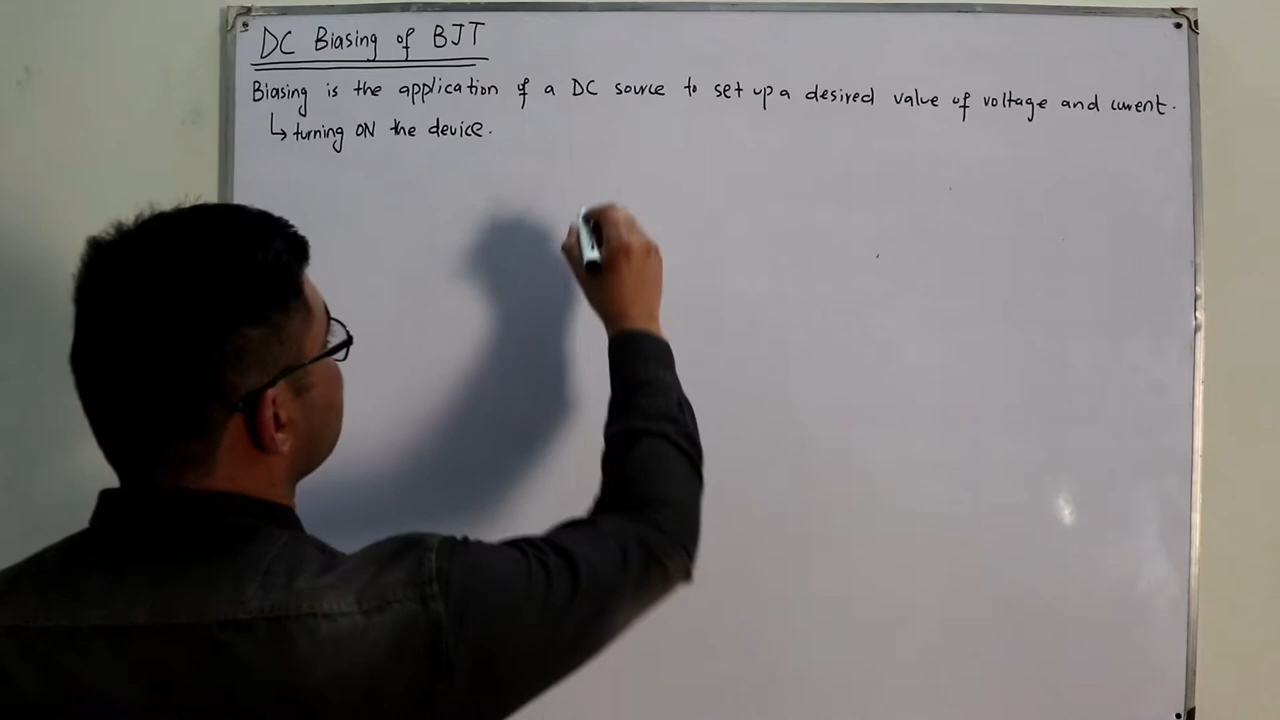 DC Biasing of BJT
Biasing is the application of a DC source to set up a desired value of voltage and current.
↳ turning ON the device.